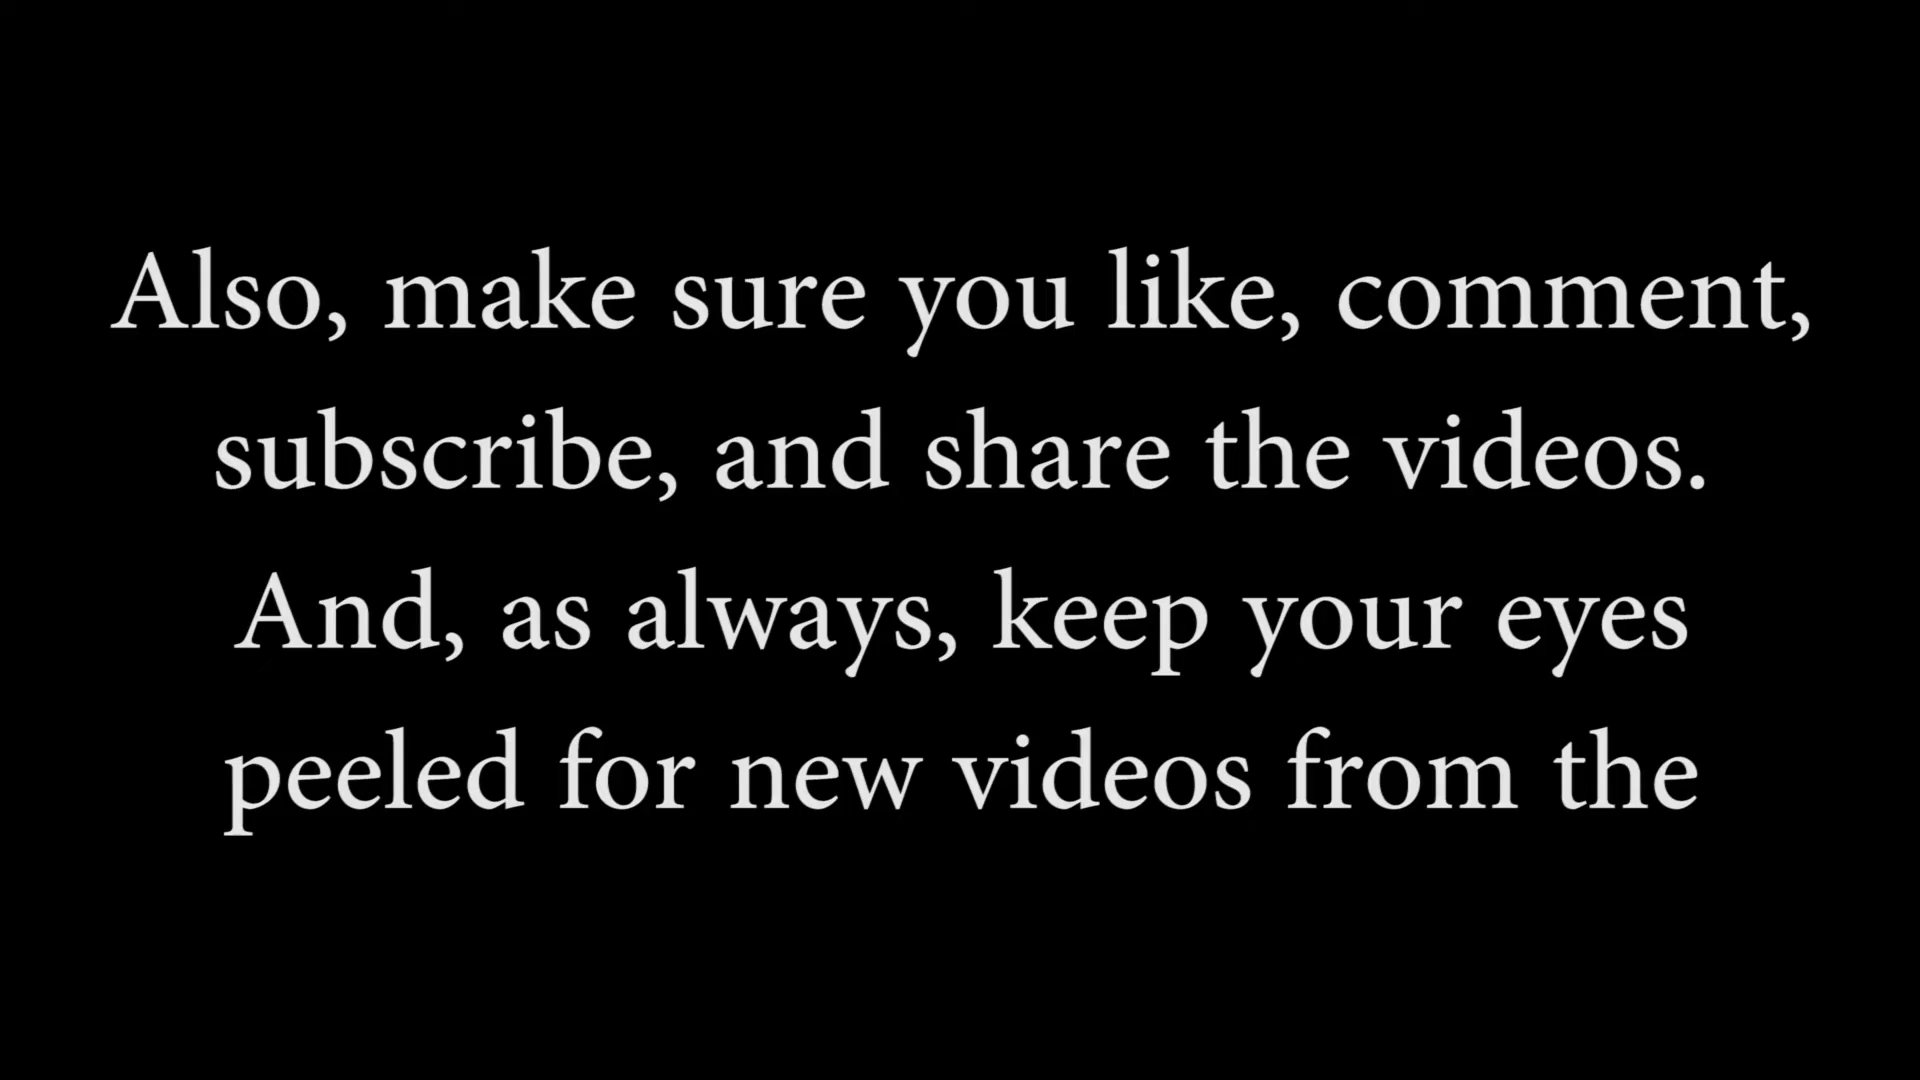 Also, make sure you like, comment,
subscribe, and share the videos.
And, as always, keep your eyes
peeled for new videos from the